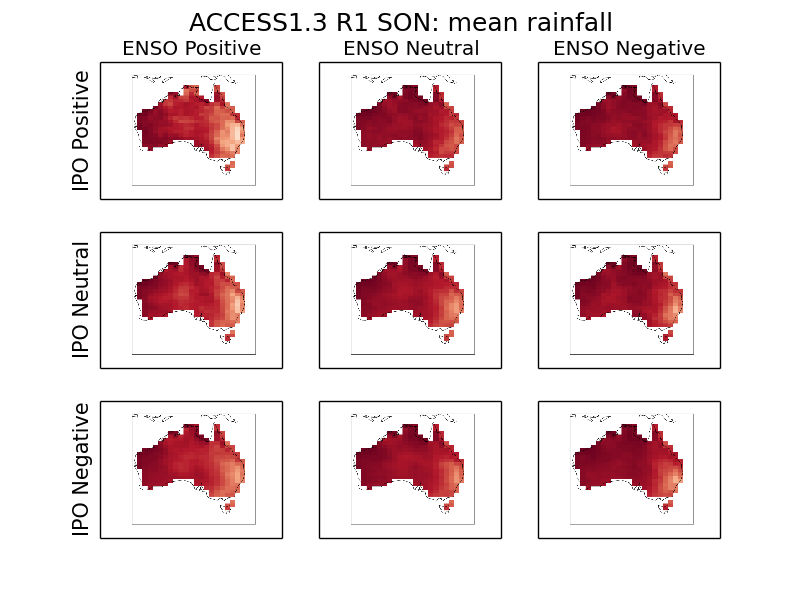 ACCESS1.3 R1 SON: mean rainfall
ENSO Positive
ENSO Neutral
ENSO Negative
IPO Positive
IPO Neutral
IPO Negative